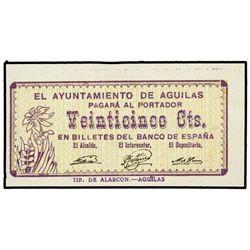 EL AYUNTAMIENTO DE AGUILAS
PAGARÁ AL PORTADOR
Veinticinco Cts.
EN BILLETES DEL BANCO DE ESPAÑA
El Alcalde, El Interventor, El Depositario,
TIP. DE ALARCON.—AGUILAS